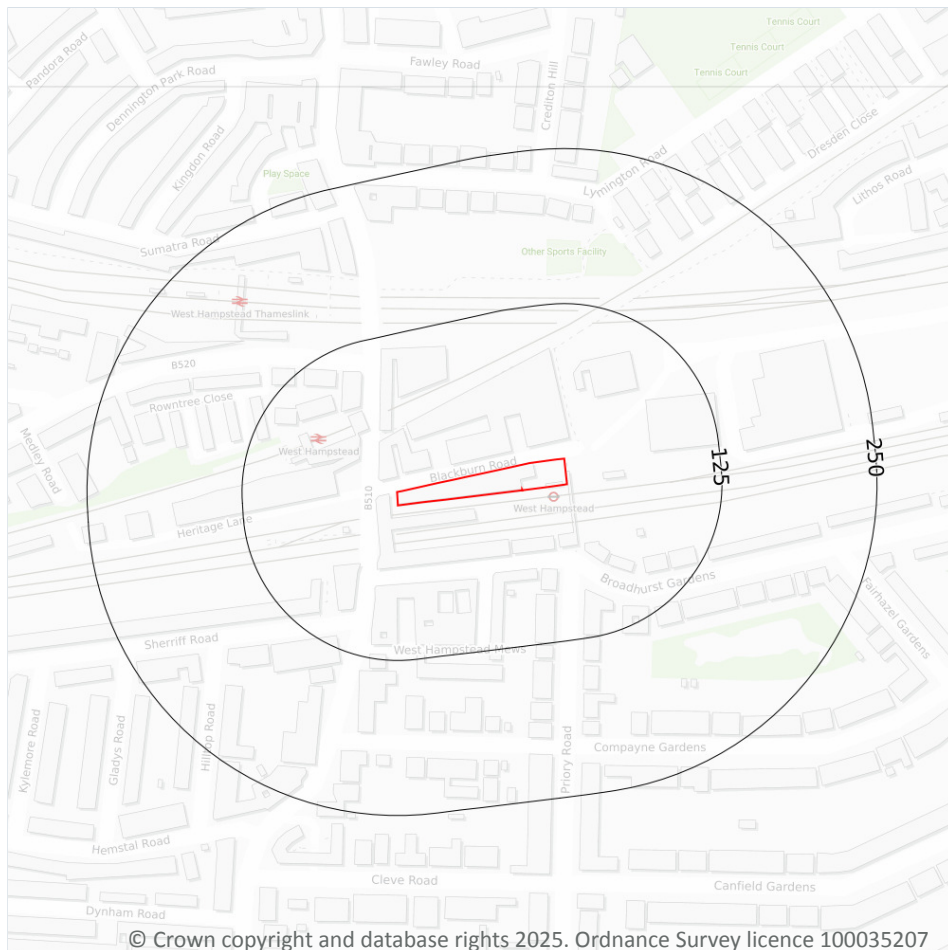 Tennis Court
Pandora Road
Tennis Court
Fawley Road
Dennington Park Road
Tennis Court
Crediton Hill
Dresden Close
Kingdon Road
Play Space
Lymington Road
Lithos Road
Sumatra Road
Other Sports Facility
West Hampstead Thameslink
B520
Rowntree Close
Medley Road
West Hampstead
Blackburn Road
125
250
B510
West Hampstead
Heritage Lane
Broadhurst Gardens
Fairhazel Gardens
Sherriff Road
West Hampstead Mews
Kylemore Road
Gladys Road
Hilltop Road
Priory Road
Compayne Gardens
Hemstal Road
Cleve Road
Canfield Gardens
Dynham Road
© Crown copyright and database rights 2025. Ordnance Survey licence 100035207